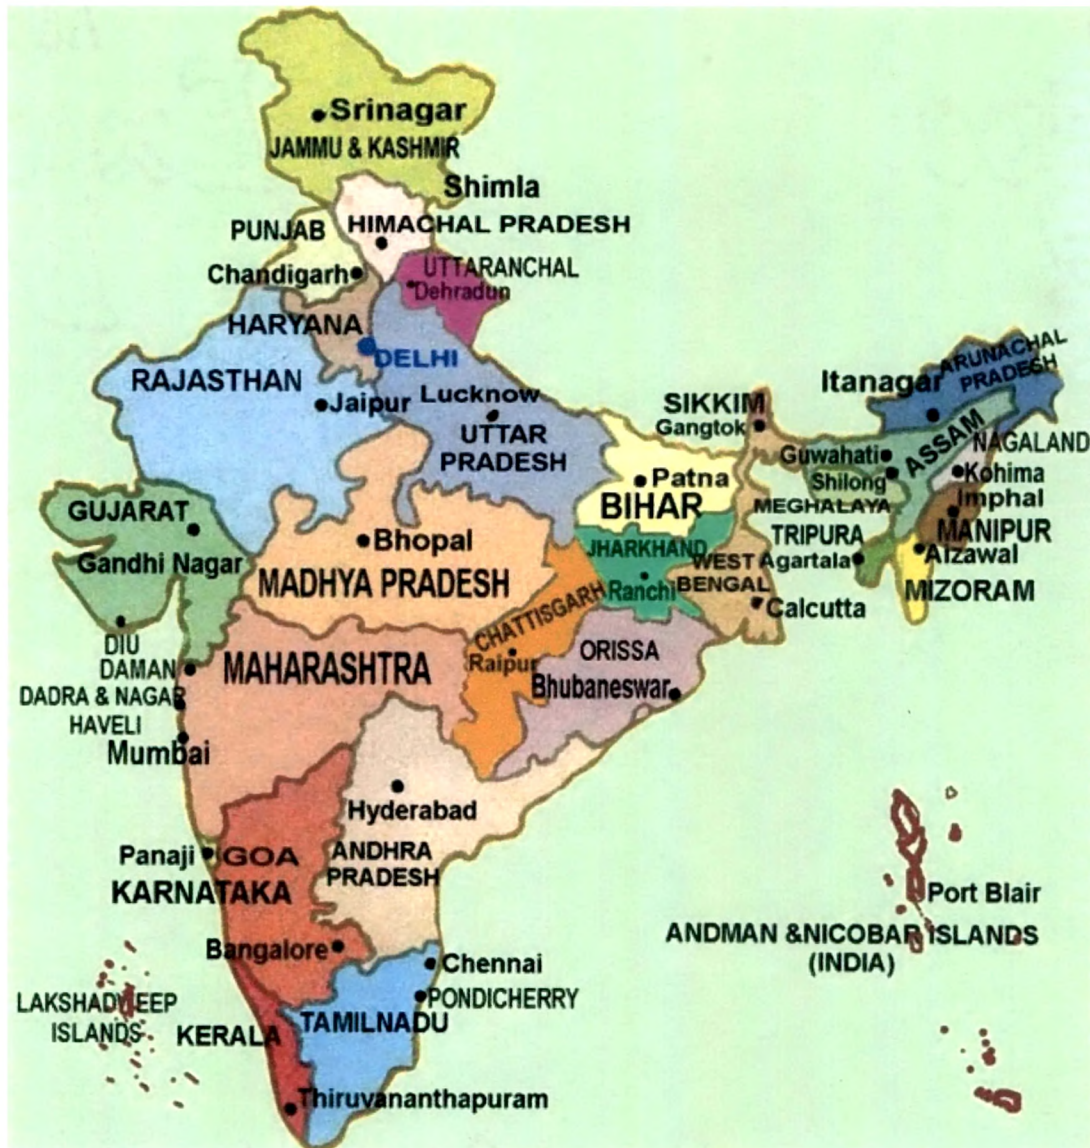 Srinagar
JAMMU & KASHMIR
Shimla
HIMACHAL PRADESH
PUNJAB
Chandigarh
UTTARANCHAL
Dehradun
HARYANA
DELHI
RAJASTHAN
Jaipur
Lucknow
UTTAR
PRADESH
SIKKIM
Gangtok
Itanagar
ARUNACHAL
PRADESH
Guwahati
ASSAM
NAGALAND
Kohima
Shilong
MEGHALAYA
Imphal
MANIPUR
TRIPURA
Agartala
Aizawal
MIZORAM
Patna
BIHAR
JHARKHAND
Ranchi
WEST
BENGAL
Calcutta
GUJARAT
Gandhi Nagar
Bhopal
MADHYA PRADESH
CHATTISGARH
Raipur
ORISSA
Bhubaneswar
DIU
DAMAN
DADRA & NAGAR
HAVELI
Mumbai
MAHARASHTRA
Hyderabad
ANDHRA
PRADESH
Panaji
GOA
KARNATAKA
Bangalore
Chennai
PONDICHERRY
TAMILNADU
KERALA
Thiruvananthapuram
LAKSHADWEEP
ISLANDS
Port Blair
ANDMAN &NICOBAR ISLANDS
(INDIA)